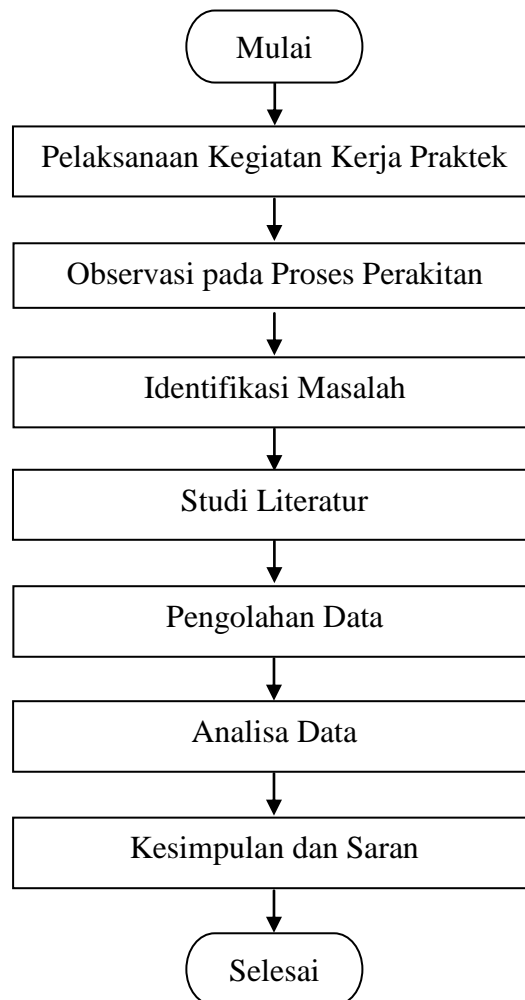 Mulai
Pelaksanaan Kegiatan Kerja Praktek
Observasi pada Proses Perakitan
Identifikasi Masalah
Studi Literatur
Pengolahan Data
Analisa Data
Kesimpulan dan Saran
Selesai